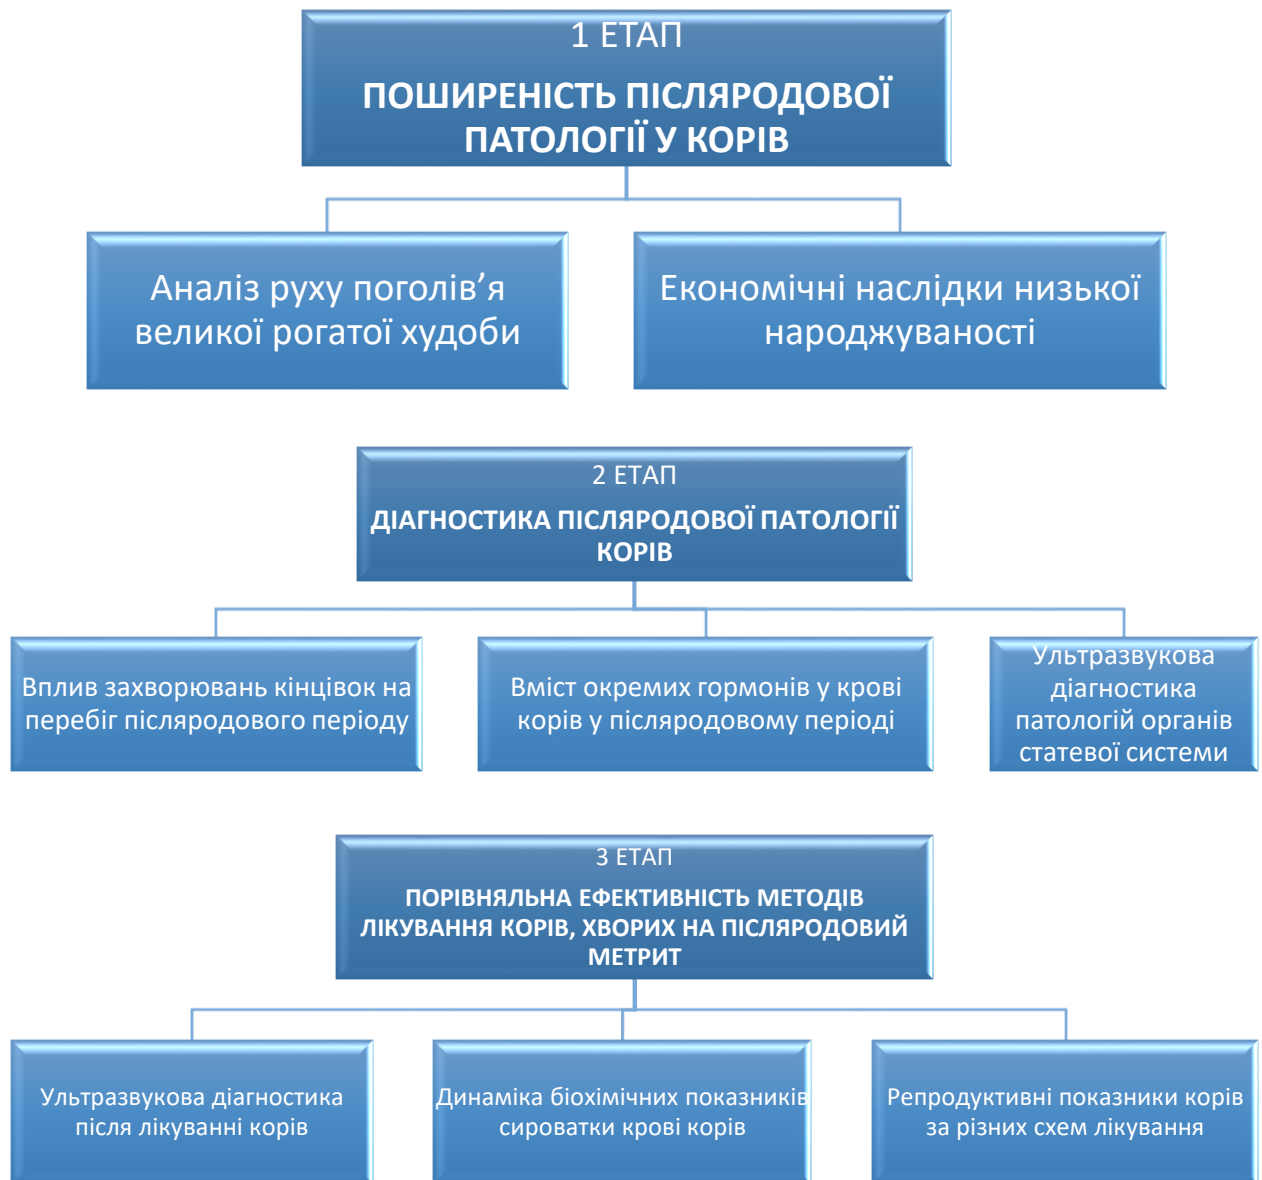 1 ЕТАП
ПОШИРЕНІСТЬ ПІСЛЯРОДОВОЇ
ПАТОЛОГІЇ У КОРІВ
Аналіз руху поголів’я
великої рогатої худоби
Економічні наслідки низької
народжуваності
2 ЕТАП
ДІАГНОСТИКА ПІСЛЯРОДОВОЇ ПАТОЛОГІЇ
КОРІВ
Вплив захворювань кінцівок на
перебіг післяродового періоду
Вміст окремих гормонів у крові
корів у післяродовому періоді
Ультразвукова
діагностика
патологій органів
статевої системи
3 ЕТАП
ПОРІВНЯЛЬНА ЕФЕКТИВНІСТЬ МЕТОДІВ
ЛІКУВАННЯ КОРІВ, ХВОРИХ НА ПІСЛЯРОДОВИЙ
МЕТРИТ
Ультразвукова діагностика
після лікуванні корів
Динаміка біохімічних показників
сироватки крові корів
Репродуктивні показники корів
за різних схем лікування